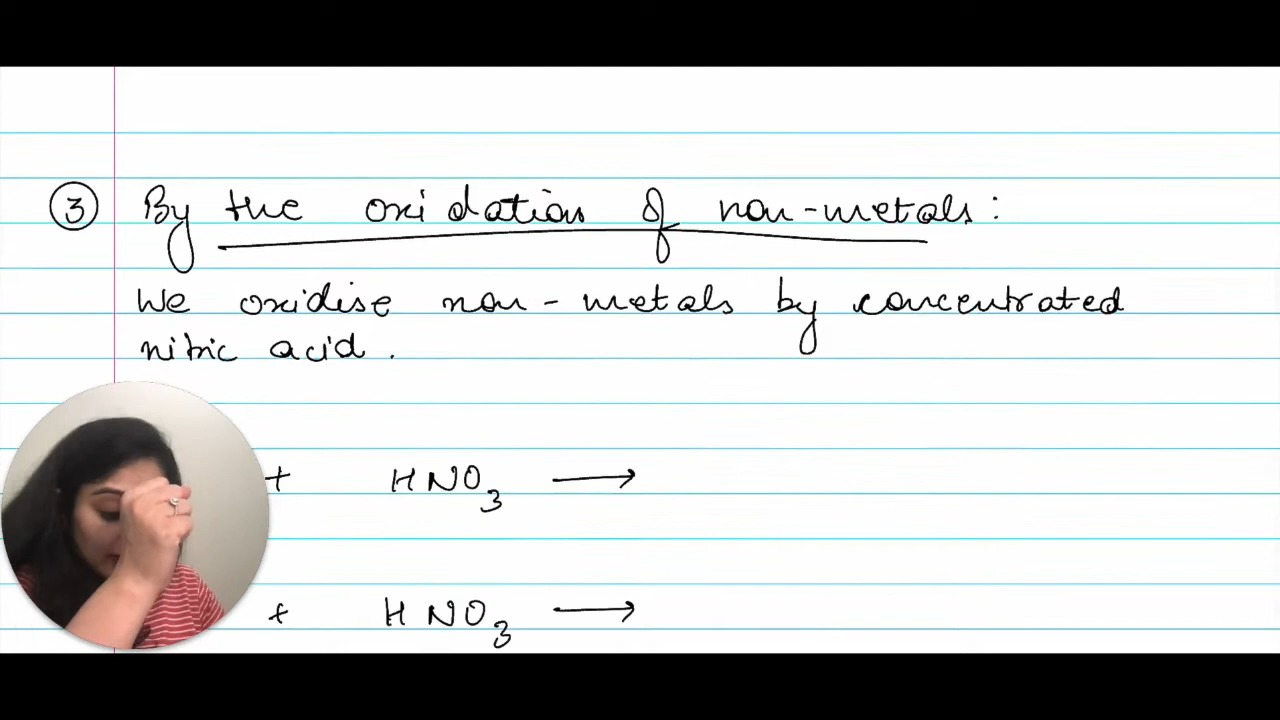 ③ By the oxidation of non-metals:
We oxidise non-metals by concentrated
nitric acid.
+ HNO₃ →
+ HNO₃ →